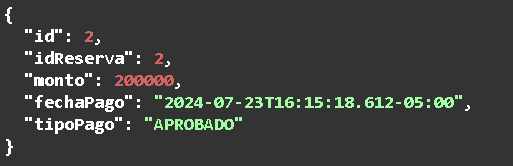 {
"id": 2,
"idReserva": 2,
"monto": 200000,
"fechaPago": "2024-07-23T16:15:18.612-05:00",
"tipoPago": "APROBADO"
}